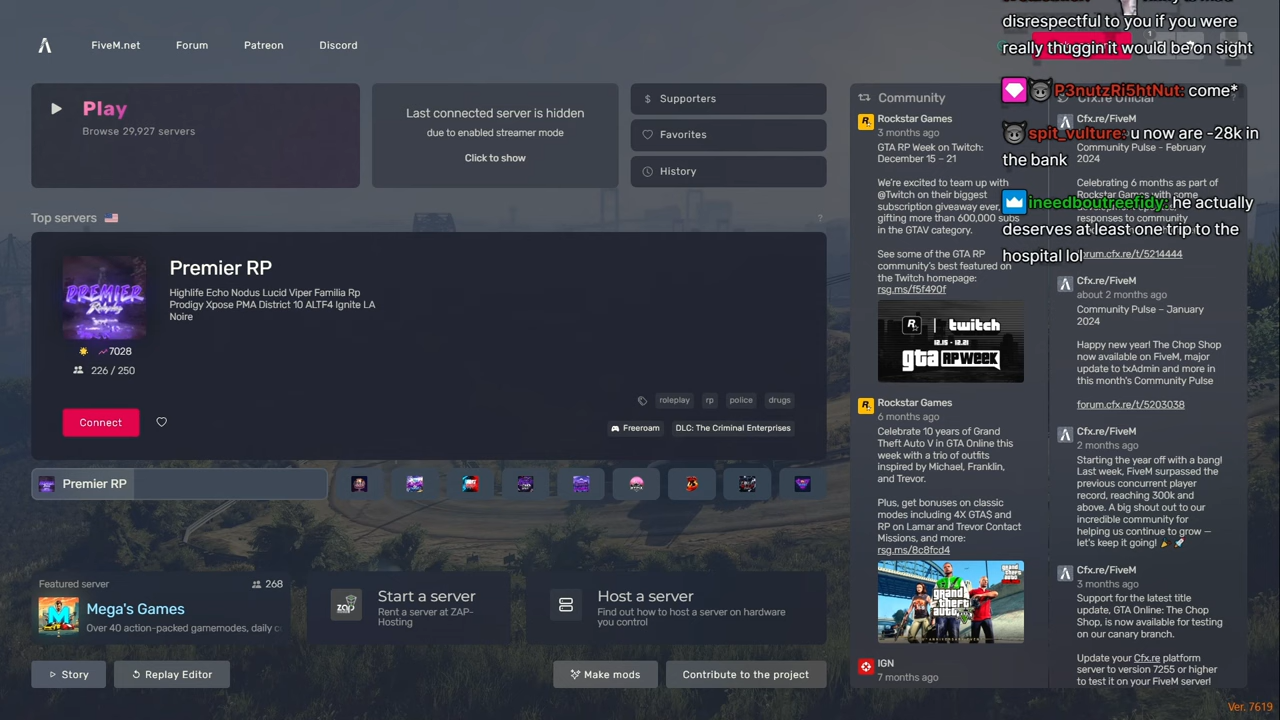 FiveM.net
Forum
Patreon
Discord
Play
Browse 29,927 servers
Last connected server is hidden
due to enabled streamer mode
Click to show
$ Supporters
Favorites
History
Top servers
?
PREMIER
Roleplay
Premier RP
Highlife Echo Nodus Lucid Viper Familia Rp
Prodigy Xpose PMA District 10 ALTF4 Ignite LA
Noire
7028
226 / 250
Connect
roleplay
rp
police
drugs
Freeroam
DLC: The Criminal Enterprises
Premier RP
Featured server
268
Mega's Games
Over 40 action-packed gamemodes, daily c
ZAP
Start a server
Rent a server at ZAP-
Hosting
Host a server
Find out how to host a server on hardware
you control
Story
Replay Editor
Make mods
Contribute to the project
Community
Rockstar Games
3 months ago
GTA RP Week on Twitch:
December 15 – 21
We're excited to team up with
@Twitch on their biggest
subscription giveaway ever,
gifting more than 600,000 subs
in the GTAV category.
See some of the GTA RP
community's best featured on
the Twitch homepage:
rsg.ms/f5f490f
R | twitch
12.15 - 12.21
gta RP WEEK
Rockstar Games
6 months ago
Celebrate 10 years of Grand
Theft Auto V in GTA Online this
week with a trio of outfits
inspired by Michael, Franklin,
and Trevor.
Plus, get bonuses on classic
modes including 4X GTA$ and
RP on Lamar and Trevor Contact
Missions, and more:
rsg.ms/8c8fcd4
grand
theft
auto
IGN
7 months ago
Cfx.re Official
Cfx.re/FiveM
Community Pulse - February
2024
Celebrating 6 months as part of
Rockstar Games with some
responses to community
forum.cfx.re/t/5214444
Cfx.re/FiveM
about 2 months ago
Community Pulse – January
2024
Happy new year! The Chop Shop
now available on FiveM, major
update to txAdmin and more in
this month's Community Pulse
forum.cfx.re/t/5203038
Cfx.re/FiveM
2 months ago
Starting the year off with a bang!
Last week, FiveM surpassed the
previous concurrent player
record, reaching 300k and
above. A big shout out to our
incredible community for
helping us continue to grow —
let's keep it going!
Cfx.re/FiveM
3 months ago
Support for the latest title
update, GTA Online: The Chop
Shop, is now available for testing
on our canary branch.
Update your Cfx.re platform
server to version 7255 or higher
to test it on your FiveM server!
disrespectful to you if you were
really thuggin it would be on sight
P3nutzRi5htNut: come*
spit_vulture: u now are -28k in
the bank
ineedboutreefidy: he actually
deserves at least one trip to the
hospital lol
Ver. 7619